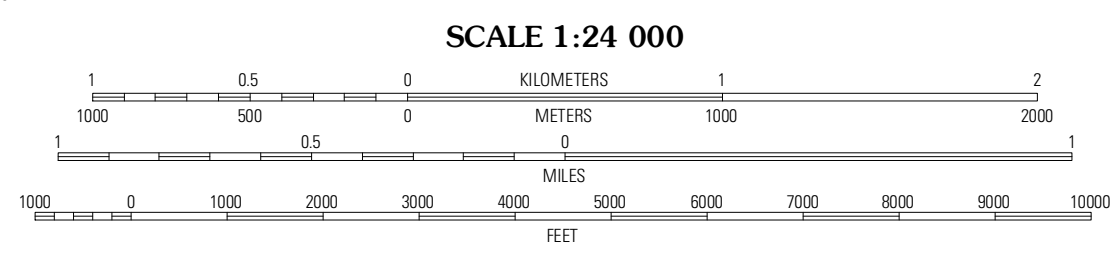 SCALE 1:24 000
1 0.5 0 KILOMETERS 1 2
1000 500 0 METERS 1000 2000
1 0.5 0 1
MILES
1000 0 1000 2000 3000 4000 5000 6000 7000 8000 9000 10000
FEET